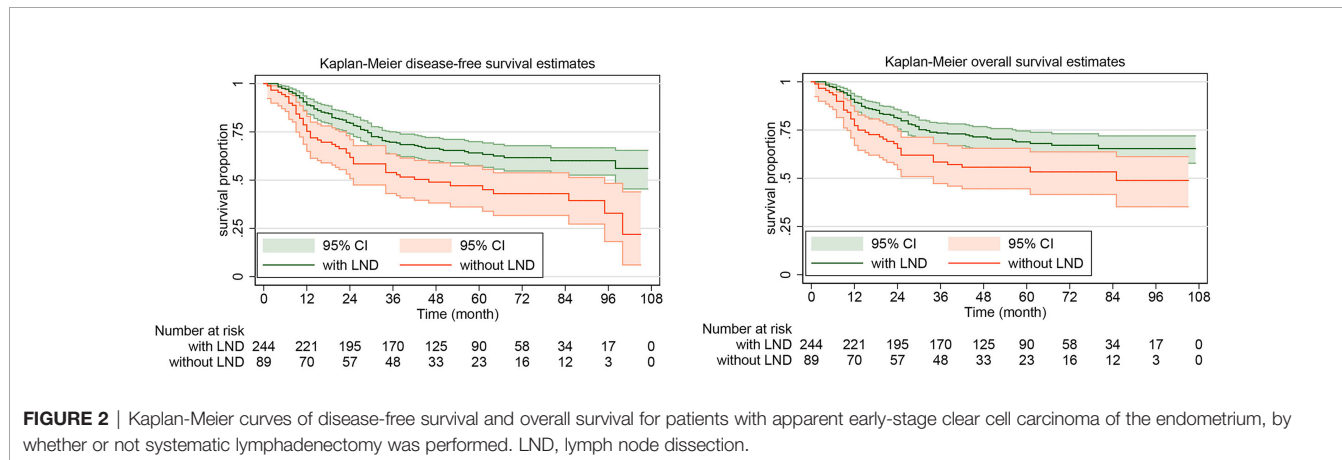 Kaplan-Meier disease-free survival estimates
survival proportion
1
.75
.5
.25
0
95% CI 95% CI
with LND without LND
0 12 24 36 48 60 72 84 96 108
Time (month)
Number at risk
with LND 244 221 195 170 125 90 58 34 17 0
without LND 89 70 57 48 33 23 16 12 3 0
Kaplan-Meier overall survival estimates
survival proportion
1
.75
.5
.25
0
95% CI 95% CI
with LND without LND
0 12 24 36 48 60 72 84 96 108
Time (month)
Number at risk
with LND 244 221 195 170 125 90 58 34 17 0
without LND 89 70 57 48 33 23 16 12 3 0
FIGURE 2 | Kaplan-Meier curves of disease-free survival and overall survival for patients with apparent early-stage clear cell carcinoma of the endometrium, by
whether or not systematic lymphadenectomy was performed. LND, lymph node dissection.